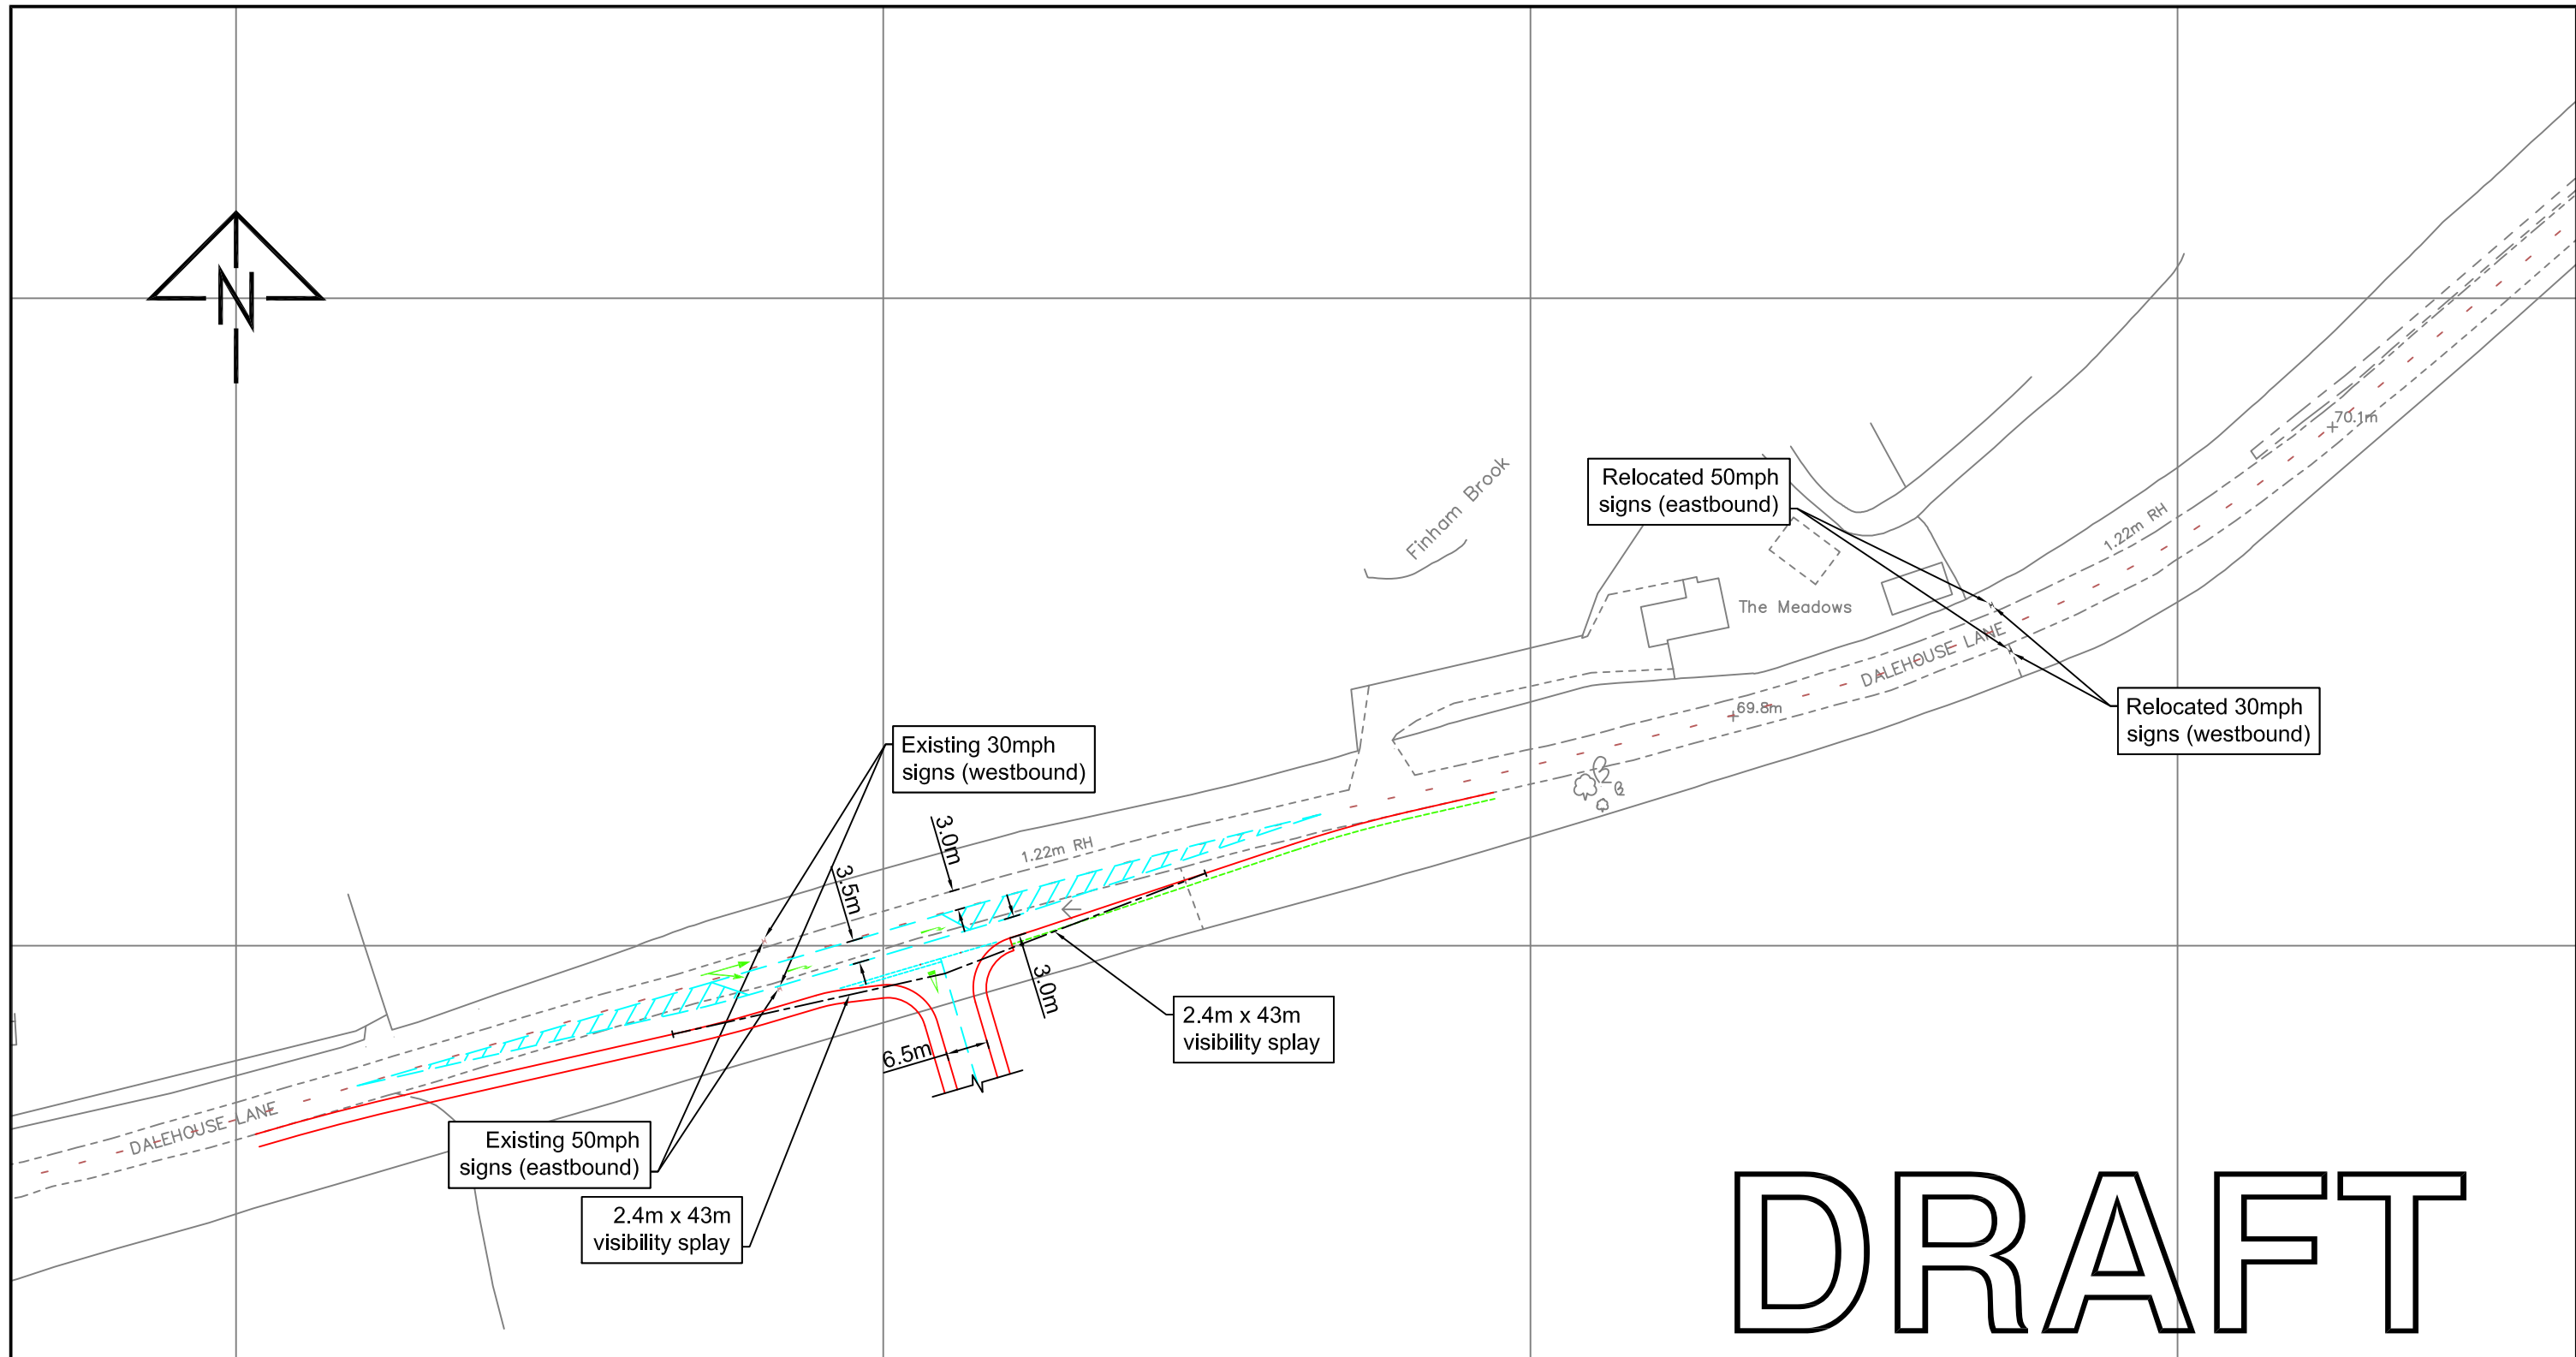 N
70.1m
Finham Brook
Relocated 50mph
signs (eastbound)
1.22m RH
The Meadows
DALEHOUSE LANE
69.8m
Relocated 30mph
signs (westbound)
Existing 30mph
signs (westbound)
3.0m
1.22m RH
3.5m
3.0m
2.4m x 43m
visibility splay
6.5m
DALEHOUSE LANE
Existing 50mph
signs (eastbound)
2.4m x 43m
visibility splay
DRAFT